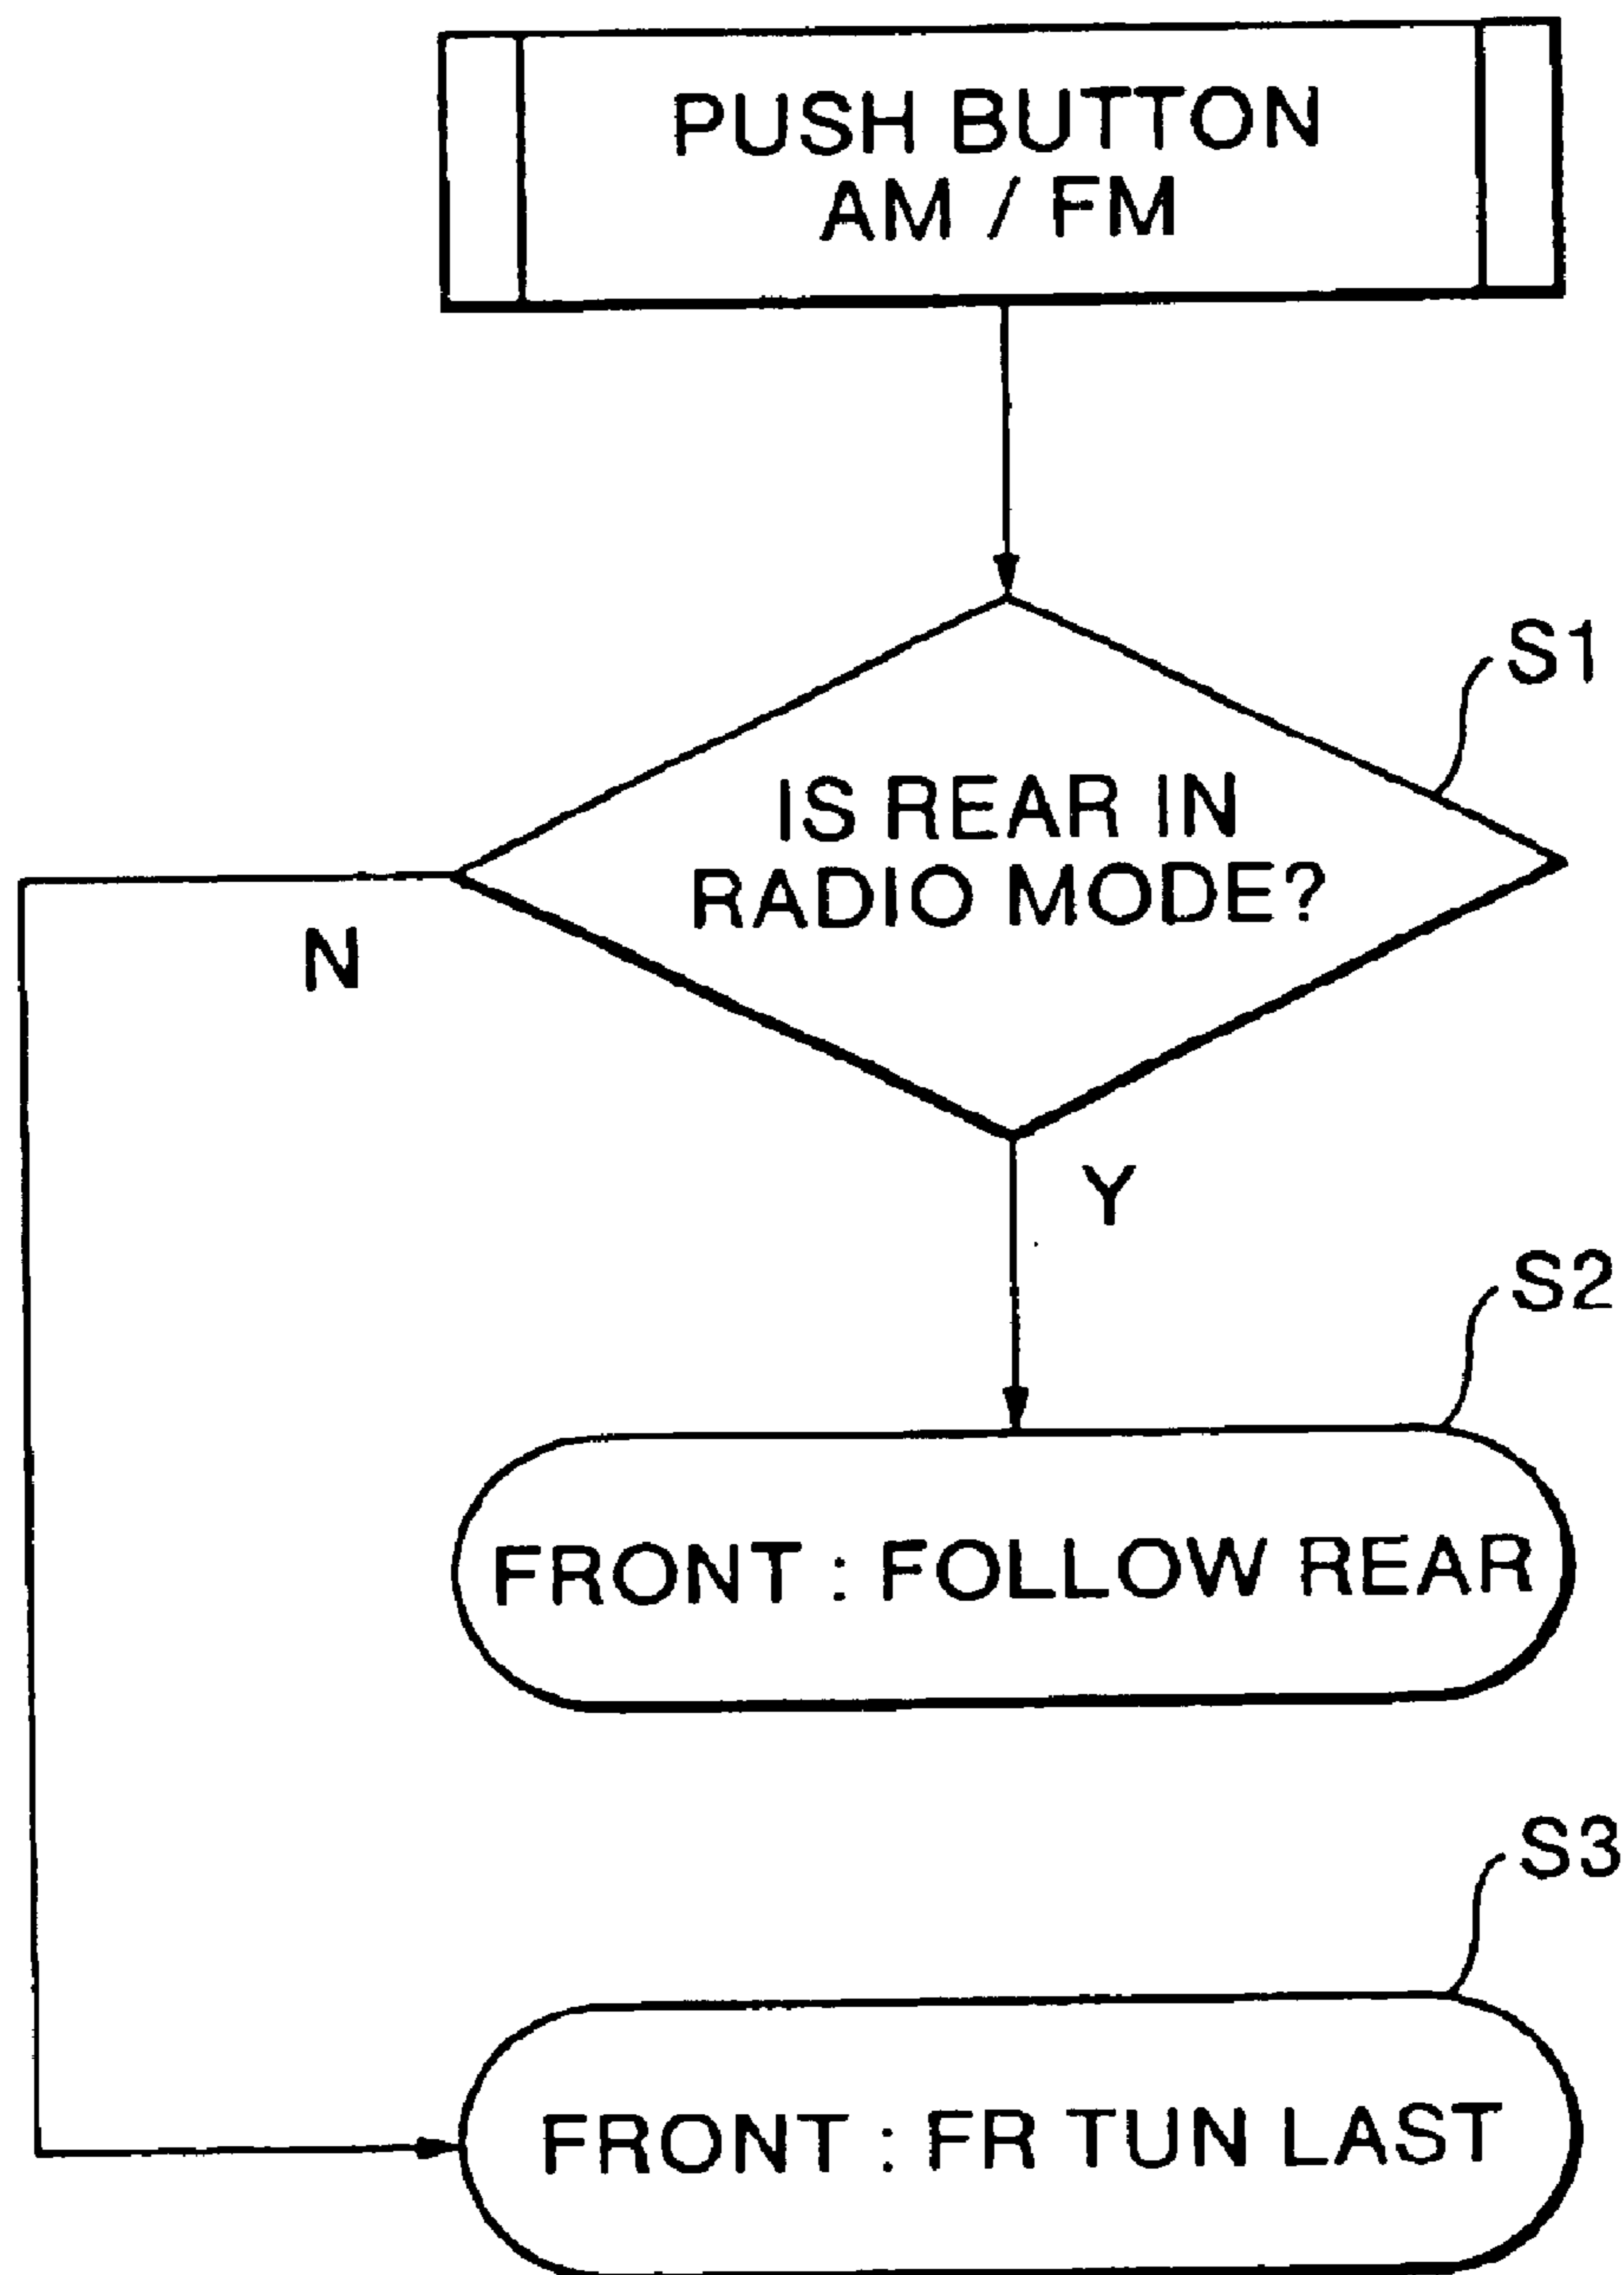 PUSH BUTTON
AM / FM
S1
IS REAR IN
RADIO MODE?
N
Y
S2
FRONT : FOLLOW REAR
S3
FRONT : FR TUN LAST